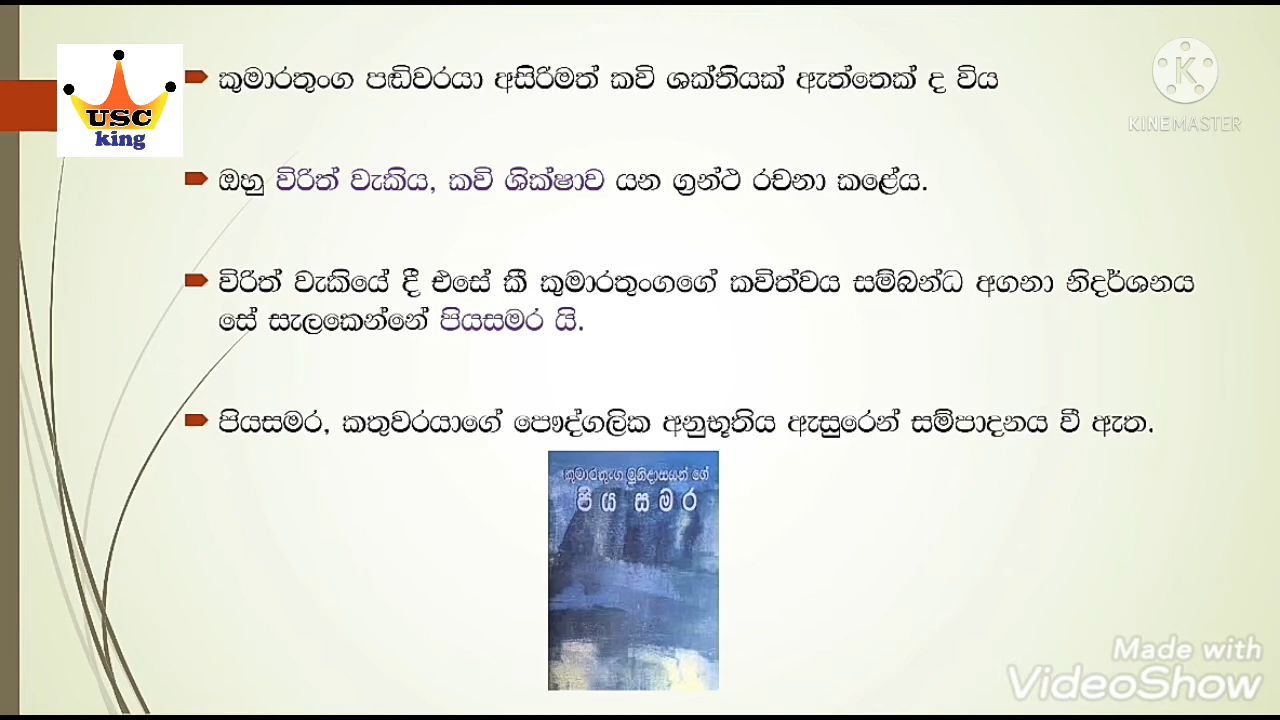 කුමාරතුංග පඬිවරයා අසිරිමත් කවි ශක්තියක් ඇත්තෙක් ද විය
USC
king
KINEMASTER
ඔහු විරිත් වැකිය, කවි ශික්ෂාව යන ග්‍රන්ථ රචනා කළේය.
විරිත් වැකියේ දී එසේ කී කුමාරතුංගගේ කවිත්වය සම්බන්ධ අගනා නිදර්ශනය
සේ සැලකෙන්නේ පියසමර යි.
පියසමර, කතුවරයාගේ පෞද්ගලික අනුභූතිය ඇසුරෙන් සම්පාදනය වී ඇත.
කුමාරතුංග මුනිදාසයන් ගේ
පිය සමර
Made with
VideoShow